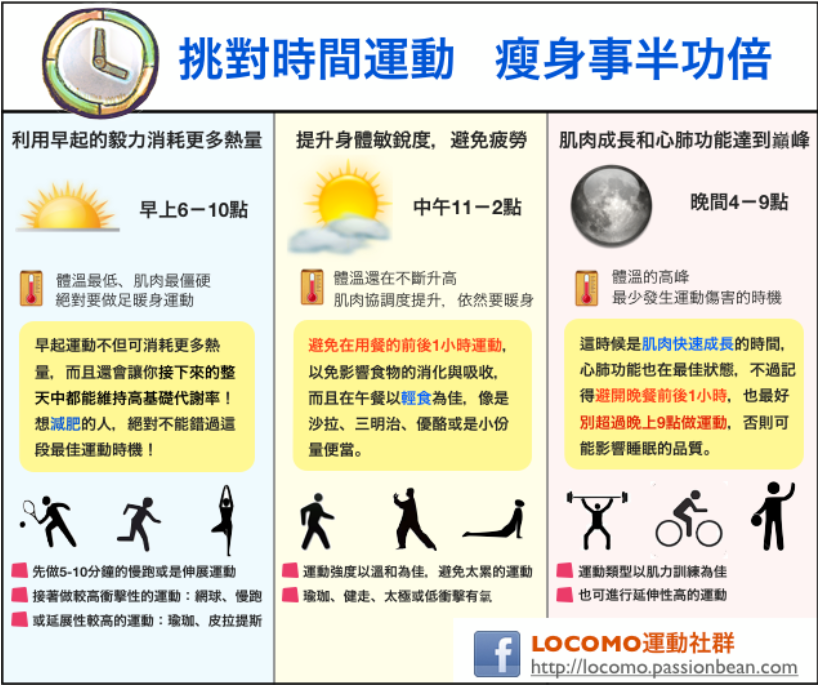 挑對時間運動 瘦身事半功倍
利用早起的毅力消耗更多熱量
早上6－10點
體溫最低、肌肉最僵硬
絕對要做足暖身運動
早起運動不但可消耗更多熱
量，而且還會讓你接下來的整
天中都能維持高基礎代謝率！
想減肥的人，絕對不能錯過這
段最佳運動時機！
先做5-10分鐘的慢跑或是伸展運動
接著做較高衝擊性的運動：網球、慢跑
或延展性較高的運動：瑜珈、皮拉提斯
提升身體敏銳度，避免疲勞
中午11－2點
體溫還在不斷升高
肌肉協調度提升，依然要暖身
避免在用餐的前後1小時運動，
以免影響食物的消化與吸收，
而且在午餐以輕食為佳，像是
沙拉、三明治、優酪或是小份
量便當。
運動強度以溫和為佳，避免太累的運動
瑜珈、健走、太極或低衝擊有氧
肌肉成長和心肺功能達到巔峰
晚間4－9點
體溫的高峰
最少發生運動傷害的時機
這時候是肌肉快速成長的時間，
心肺功能也在最佳狀態，不過記
得避開晚餐前後1小時，也最好
別超過晚上9點做運動，否則可
能影響睡眠的品質。
運動類型以肌力訓練為佳
也可進行延伸性高的運動
f
LOCOMO運動社群
http://locomo.passionbean.com